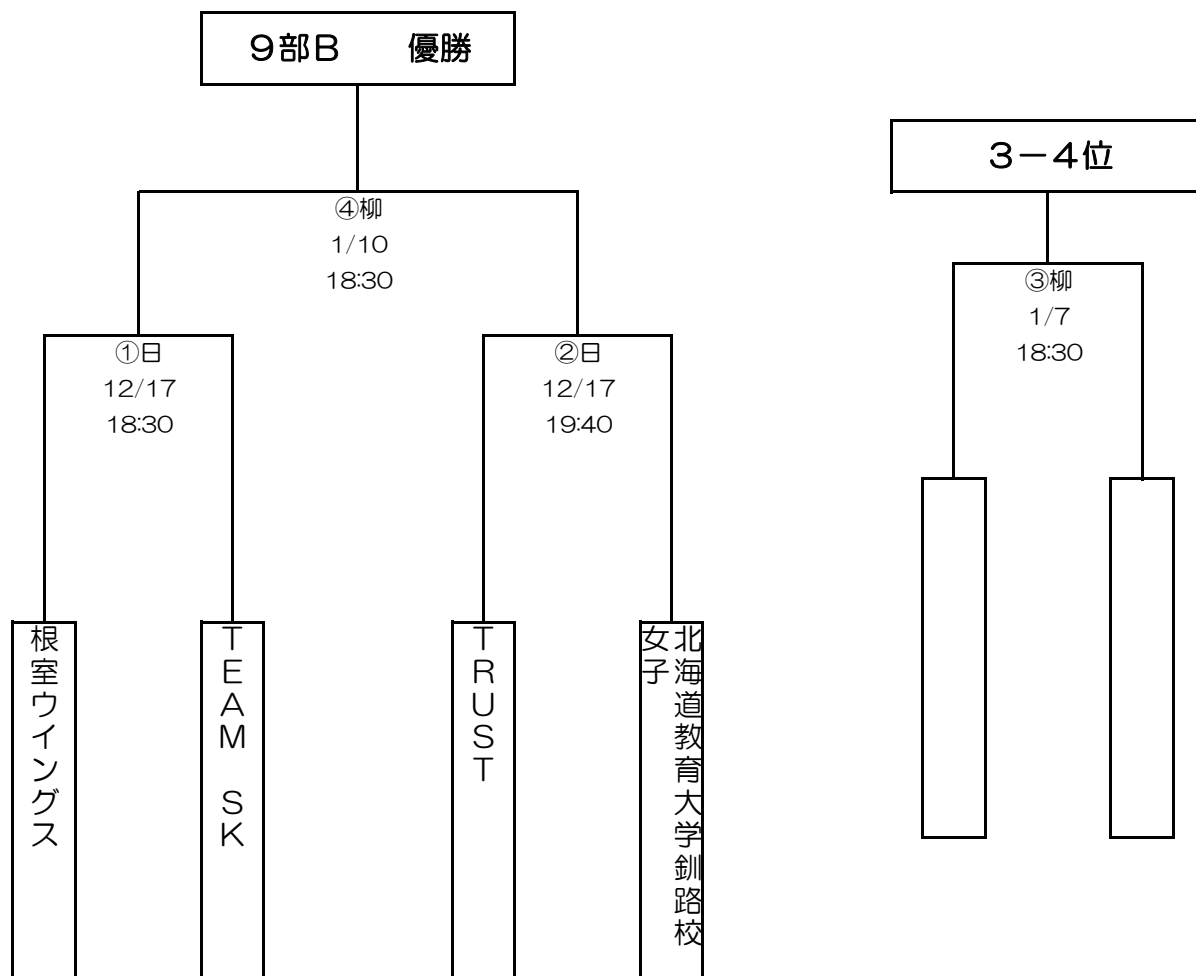 ９部Ｂ　　優勝
④柳
1/10
18:30
①日
12/17
18:30
②日
12/17
19:40
根室ウイングス
ＴＥＡＭ　ＳＫ
ＴＲＵＳＴ
北海道教育大学釧路校
女子
３－４位
③柳
1/7
18:30